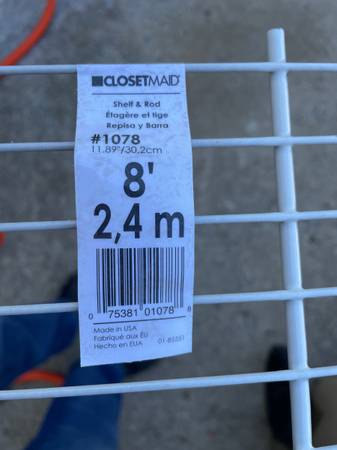 CLOSETMAID
Shelf & Rod
Étagère et tige
Repisa y Barra
#1078
11.89"/30,2cm
8'
2,4 m
0 75381 01078 8
Made in USA
Fabriqué aux ÉU
Hecho en EUA